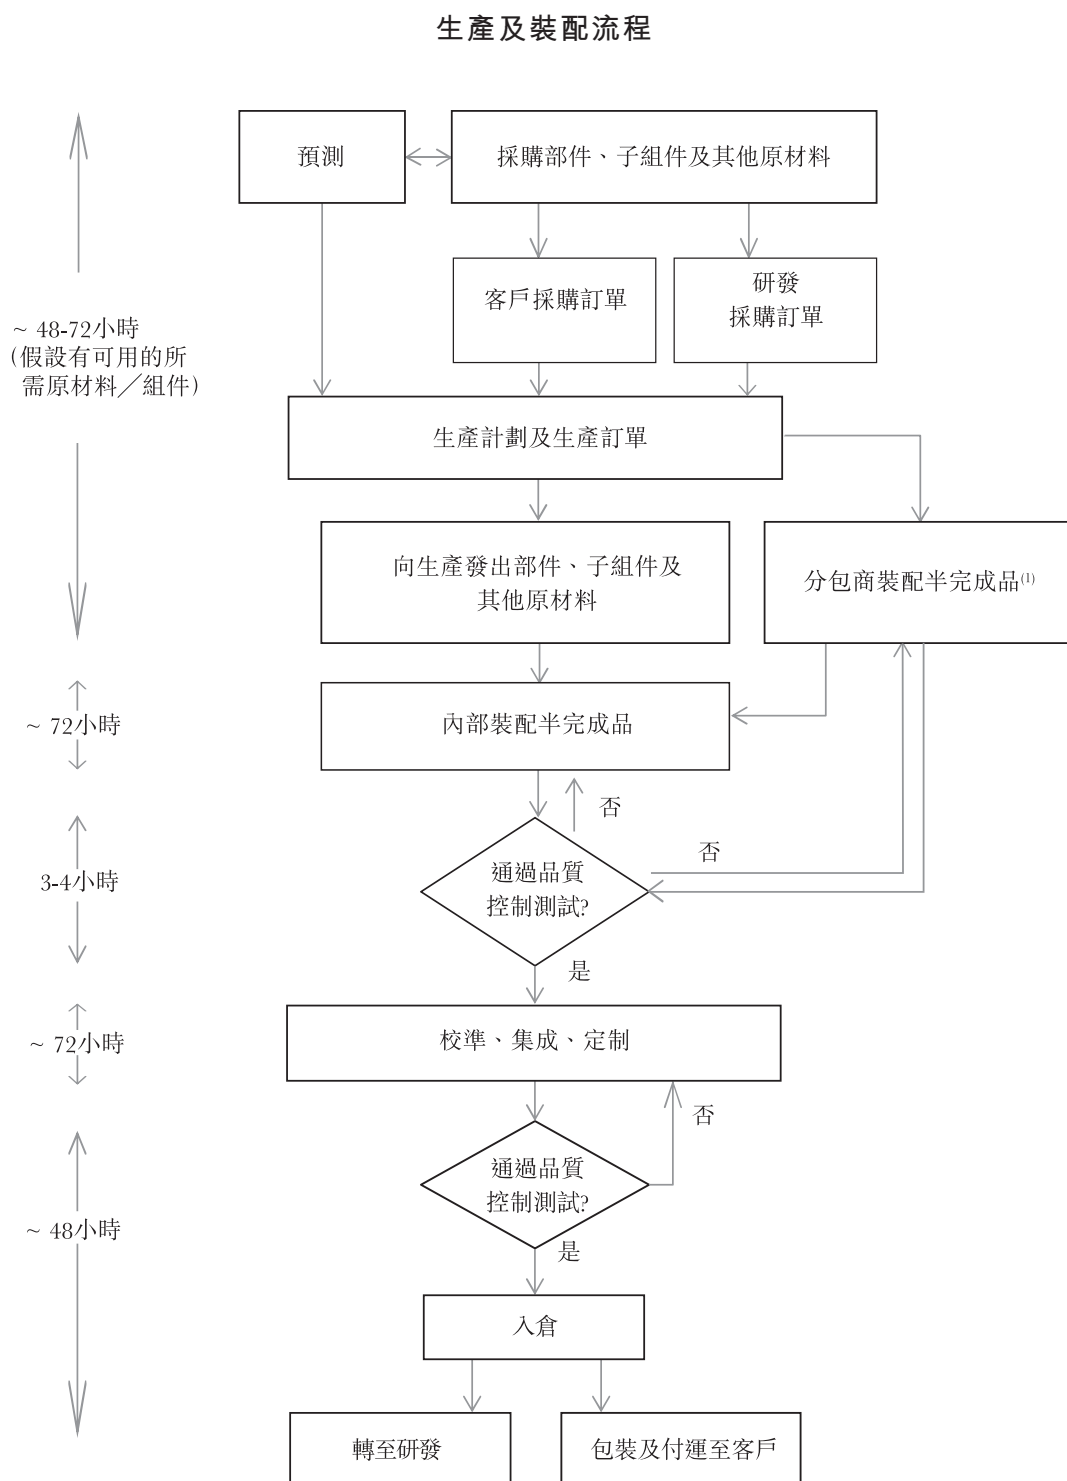 生產及裝配流程
預測
採購部件、子組件及其他原材料
客戶採購訂單
研發
採購訂單
~ 48-72小時
(假設有可用的所
需原材料／組件)
生產計劃及生產訂單
向生產發出部件、子組件及
其他原材料
分包商裝配半完成品(1)
~ 72小時
內部裝配半完成品
否
否
3-4小時
通過品質
控制測試?
是
~ 72小時
校準、集成、定制
否
通過品質
控制測試?
~ 48小時
是
入倉
轉至研發
包裝及付運至客戶